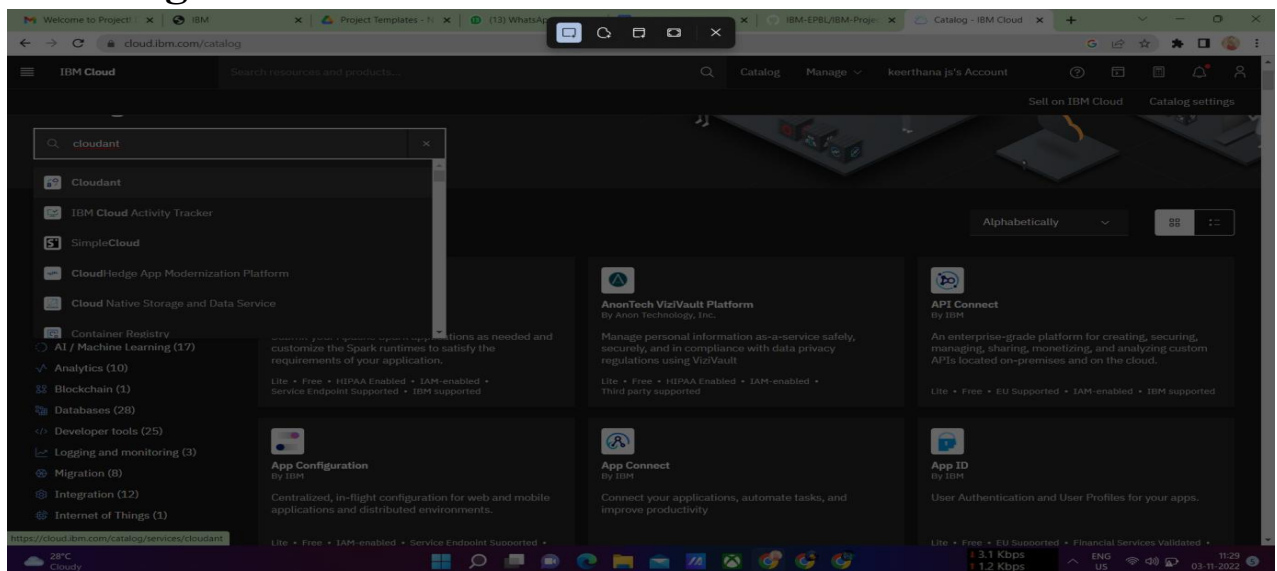 Welcome to Project!
IBM
Project Templates - N
(13) WhatsAp
IBM-EPBL/IBM-Proje
Catalog - IBM Cloud
cloud.ibm.com/catalog
IBM Cloud
Search resources and products...
Catalog
Manage
keerthana js's Account
Sell on IBM Cloud
Catalog settings
cloudant
Cloudant
IBM Cloud Activity Tracker
SimpleCloud
CloudHedge App Modernization Platform
Cloud Native Storage and Data Service
Container Registry
Alphabetically
AI / Machine Learning (17)
Analytics (10)
Blockchain (1)
Databases (28)
Developer tools (25)
Logging and monitoring (3)
Migration (8)
Integration (12)
Internet of Things (1)
as needed and
customize the Spark runtimes to satisfy the
requirements of your application.
Lite • Free • HIPAA Enabled • IAM-enabled •
Service Endpoint Supported • IBM supported
AnonTech ViziVault Platform
By Anon Technology, Inc.
Manage personal information as-a-service safely,
securely, and in compliance with data privacy
regulations using ViziVault
Lite • Free • HIPAA Enabled • IAM-enabled •
Third party supported
API Connect
By IBM
An enterprise-grade platform for creating, securing,
managing, sharing, monetizing, and analyzing custom
APIs located on-premises and on the cloud.
Lite • Free • EU Supported • IAM-enabled • IBM supported
App Configuration
By IBM
Centralized, in-flight configuration for web and mobile
applications and distributed environments.
Lite • Free • IAM-enabled • Service Endpoint Supported •
App Connect
By IBM
Connect your applications, automate tasks, and
improve productivity
App ID
By IBM
User Authentication and User Profiles for your apps.
Lite • Free • EU Supported • Financial Services Validated •
https://cloud.ibm.com/catalog/services/cloudant
28°C
Cloudy
3.1 Kbps
1.2 Kbps
ENG
US
11:29
03-11-2022